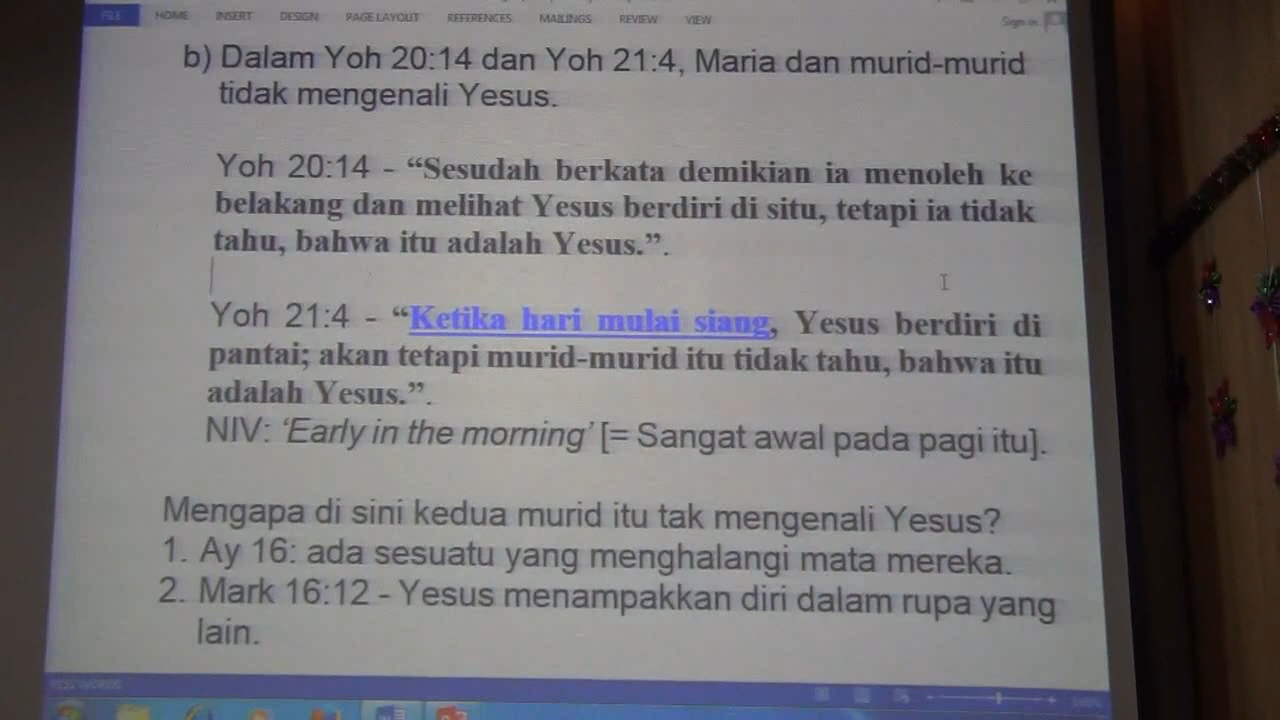 FILE HOME INSERT DESIGN PAGE LAYOUT REFERENCES MAILINGS REVIEW VIEW Sign in
b) Dalam Yoh 20:14 dan Yoh 21:4, Maria dan murid-murid
tidak mengenali Yesus.
Yoh 20:14 - “Sesudah berkata demikian ia menoleh ke
belakang dan melihat Yesus berdiri di situ, tetapi ia tidak
tahu, bahwa itu adalah Yesus.”.
Yoh 21:4 - “Ketika hari mulai siang, Yesus berdiri di
pantai; akan tetapi murid-murid itu tidak tahu, bahwa itu
adalah Yesus.”.
NIV: ‘Early in the morning’ [= Sangat awal pada pagi itu].
Mengapa di sini kedua murid itu tak mengenali Yesus?
1. Ay 16: ada sesuatu yang menghalangi mata mereka.
2. Mark 16:12 - Yesus menampakkan diri dalam rupa yang
lain.